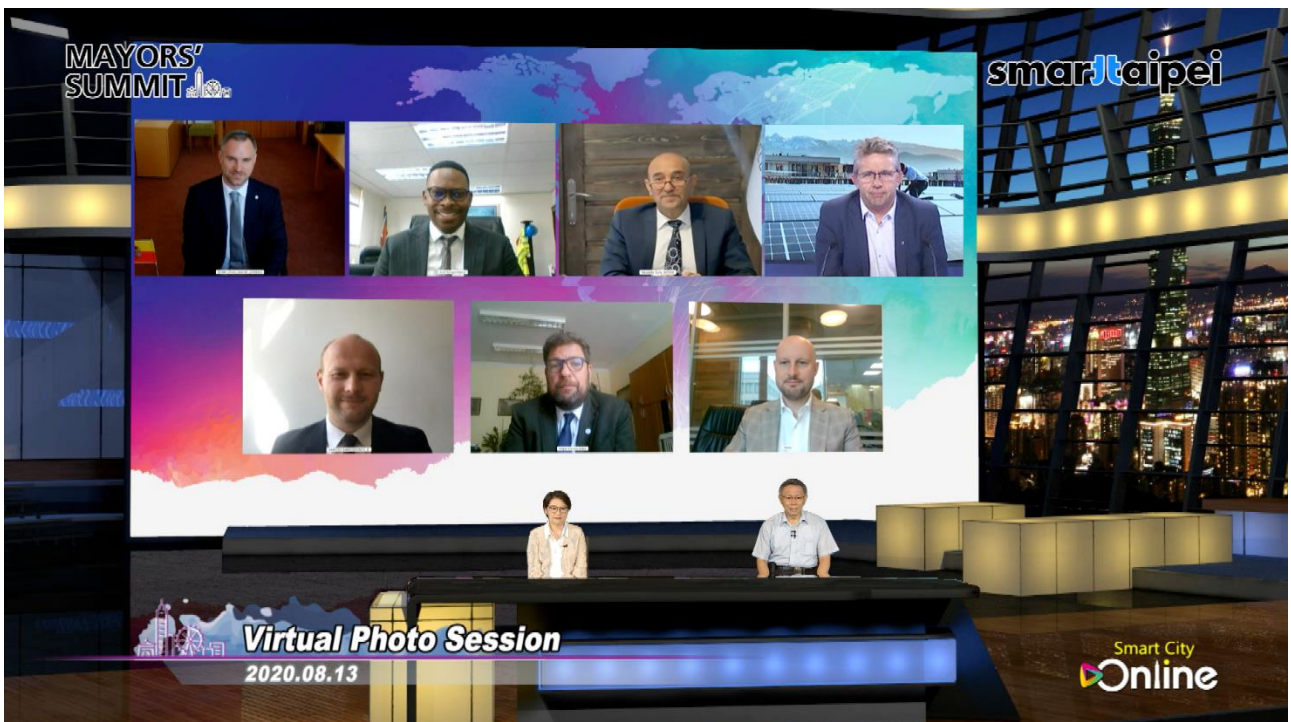 MAYORS'
SUMMIT
smartaipei
Virtual Photo Session
2020.08.13
Smart City
Online